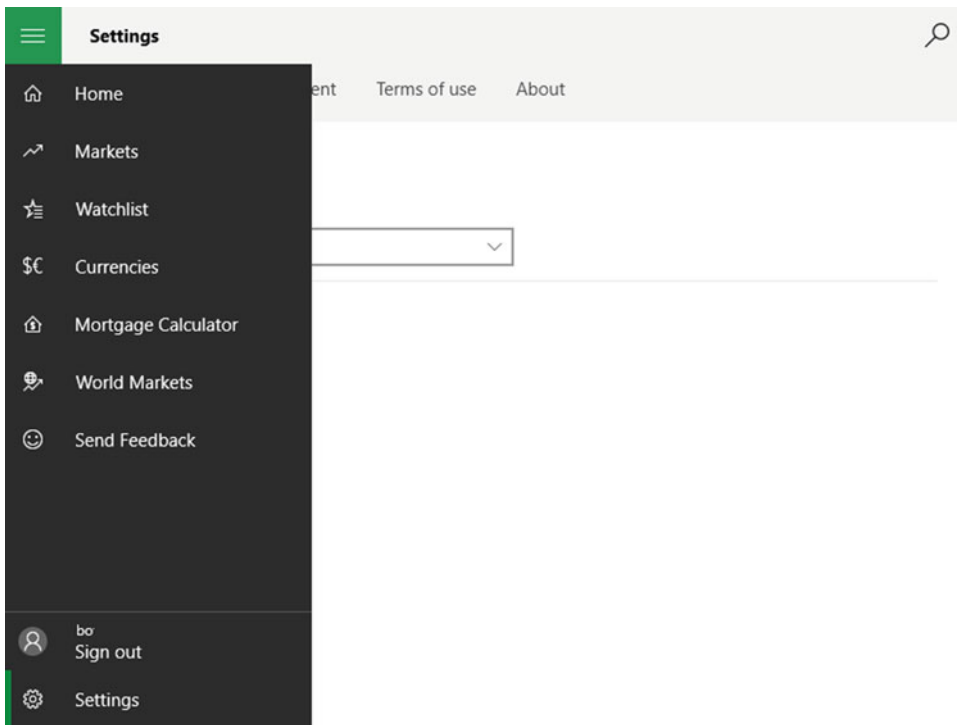 Settings
ent Terms of use About
Home
Markets
Watchlist
$€ Currencies
Mortgage Calculator
World Markets
Send Feedback
bo
Sign out
Settings